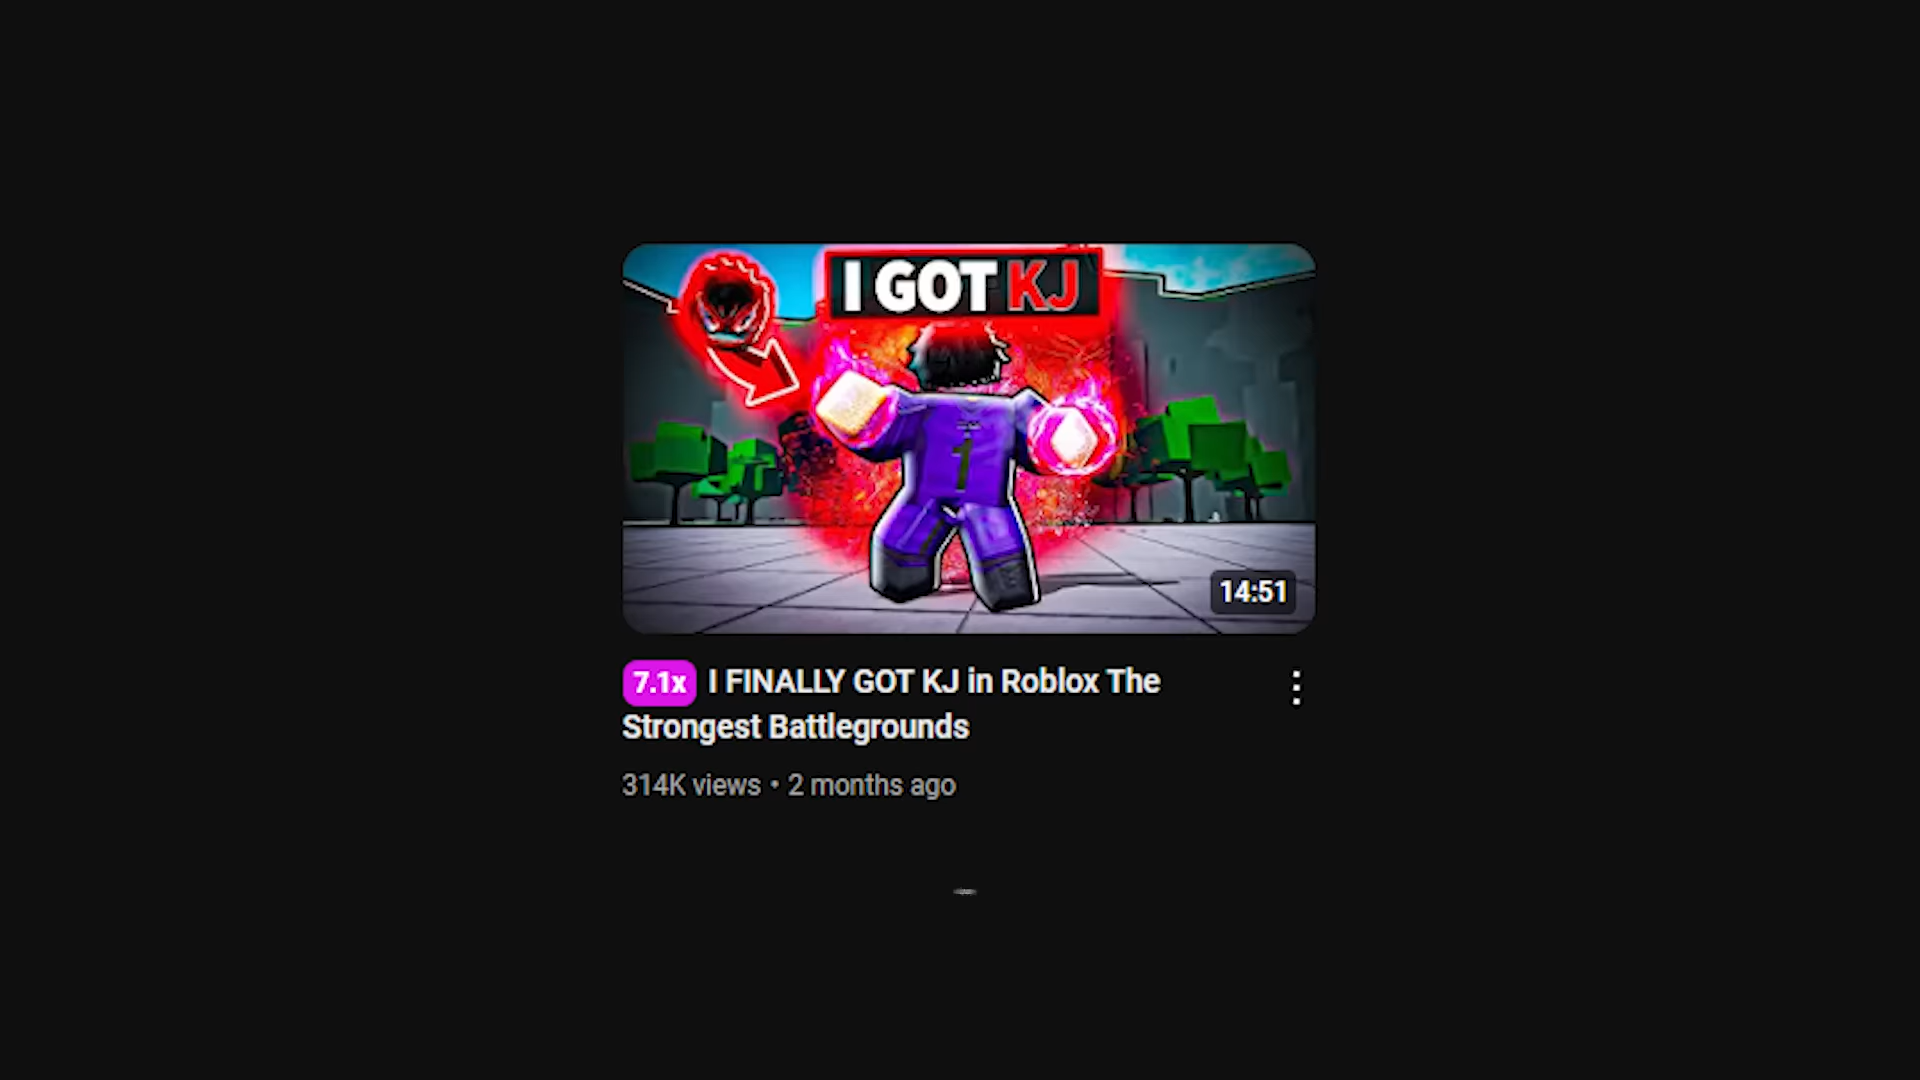 I GOT KJ
1
14:51
7.1x I FINALLY GOT KJ in Roblox The
Strongest Battlegrounds
314K views • 2 months ago